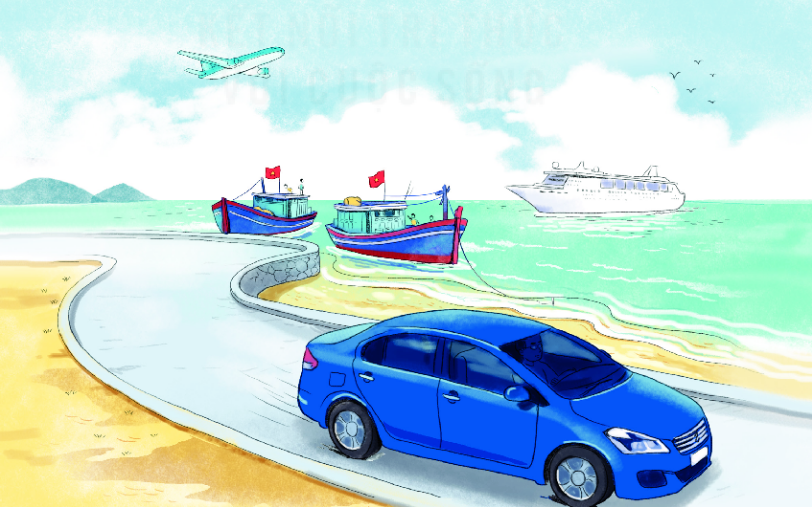 KẾT NỐI TRI THỨC
VỚI CUỘC SỐNG